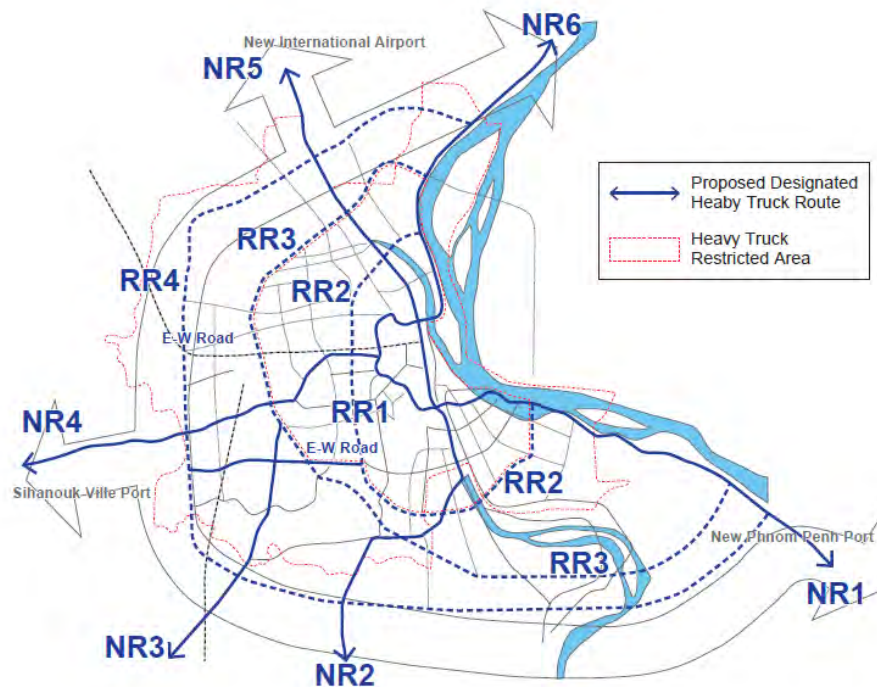 NR6
New International Airport
NR5
Proposed Designated
Heaby Truck Route
Heavy Truck
Restricted Area
RR3
RR4
RR2
E-W Road
NR4
RR1
E-W Road
RR2
Sihanouk-Ville Port
New Phnom Penh Port
RR3
NR1
NR3
NR2